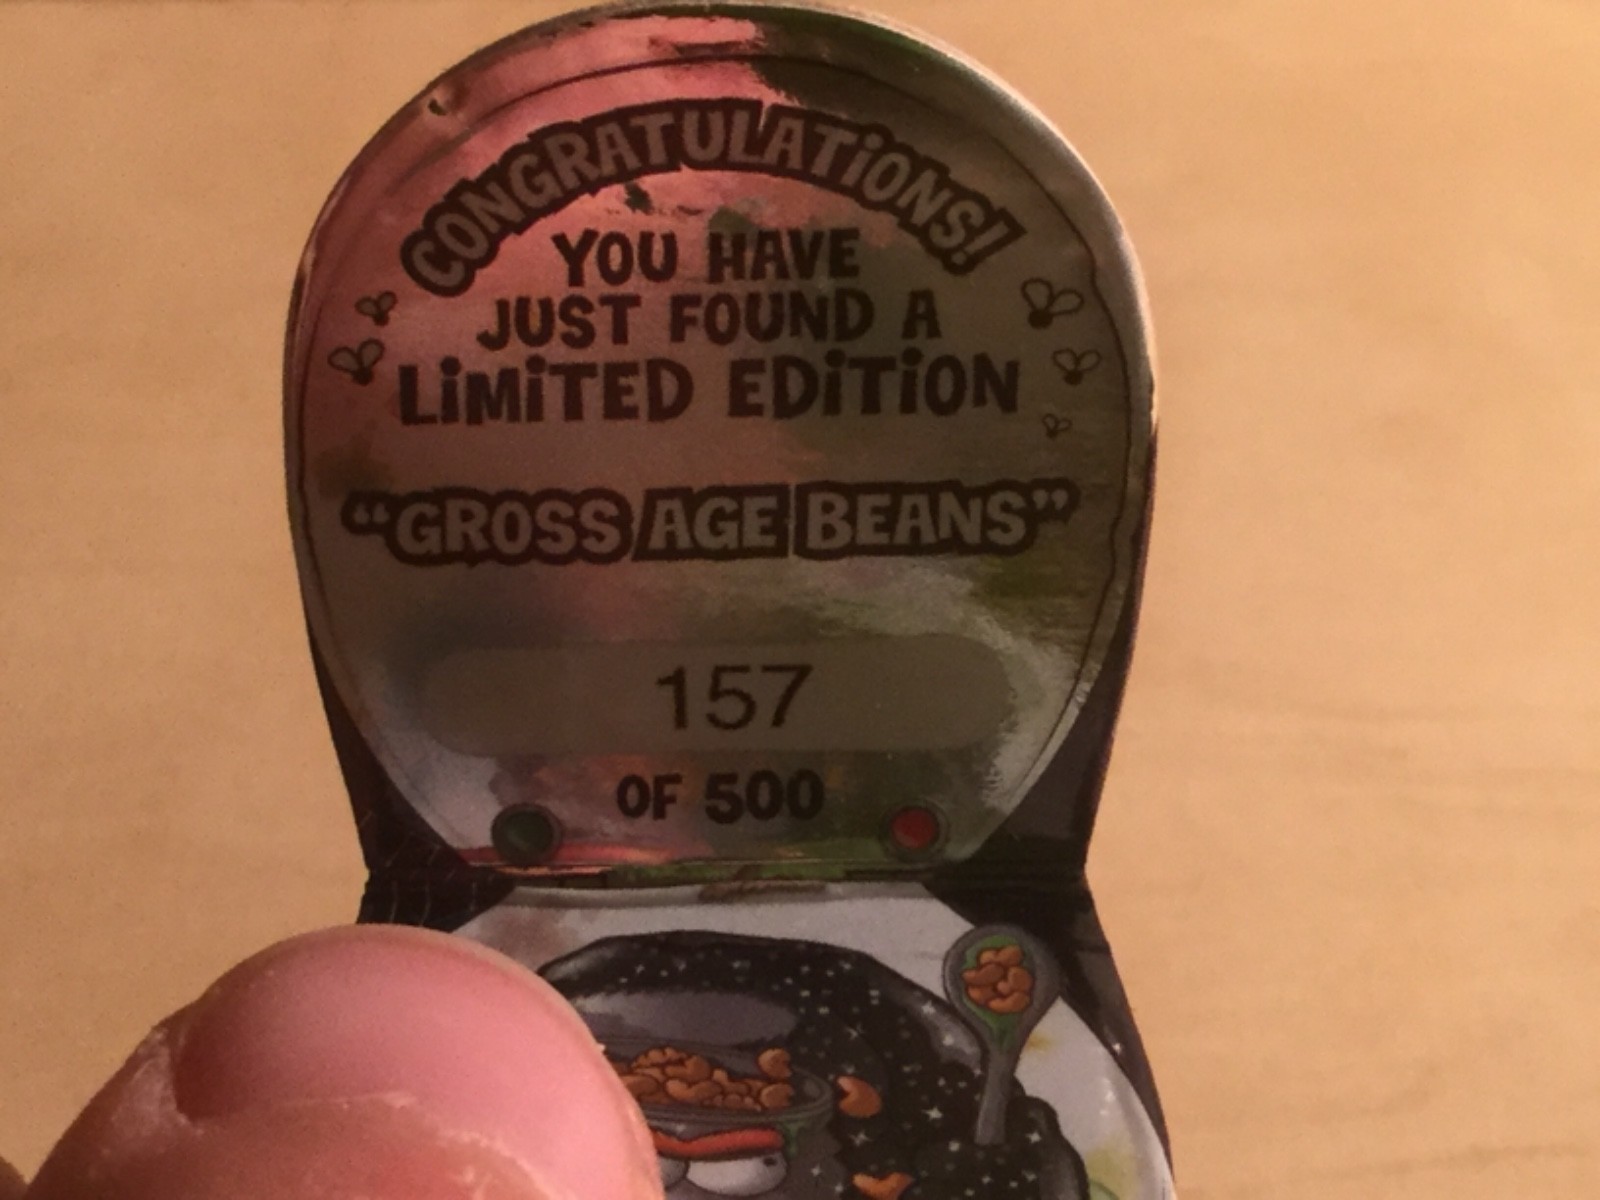 CONGRATULATiONS!
YOU HAVE
JUST FOUND A
LiMiTED EDiTiON
“GROSS AGE BEANS”
157
OF 500